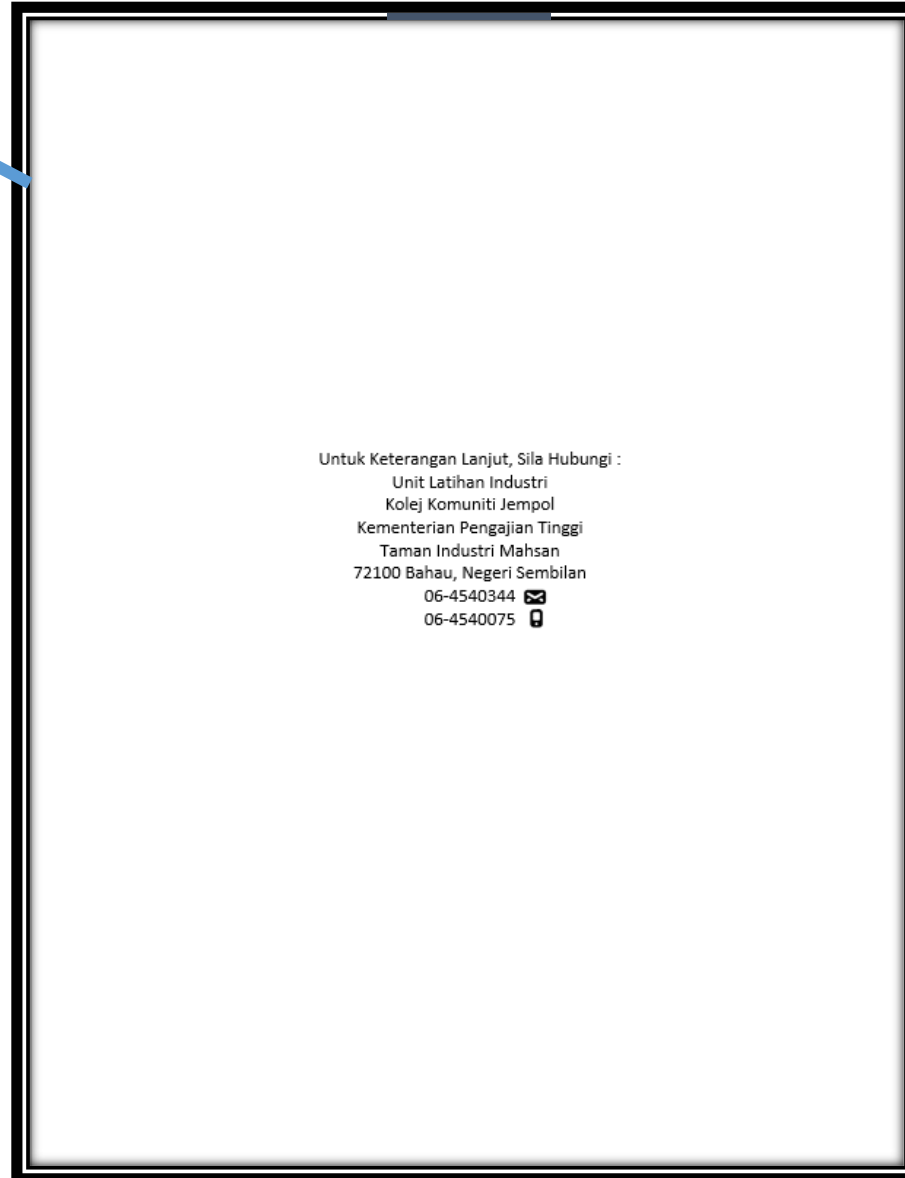 Untuk Keterangan Lanjut, Sila Hubungi :
Unit Latihan Industri
Kolej Komuniti Jempol
Kementerian Pengajian Tinggi
Taman Industri Mahsan
72100 Bahau, Negeri Sembilan
06-4540344
06-4540075